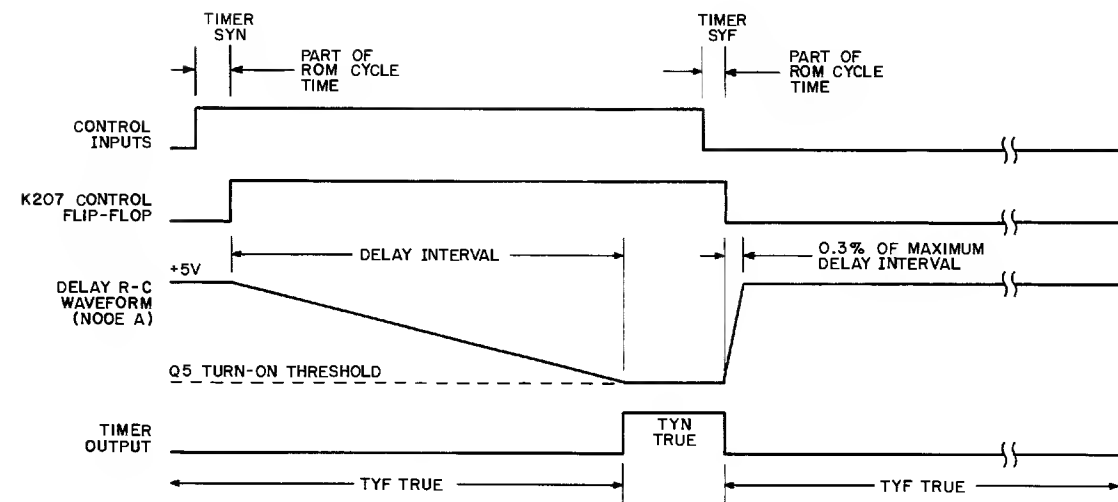 TIMER
SYN
PART OF
ROM CYCLE
TIME
TIMER
SYF
PART OF
ROM CYCLE
TIME
CONTROL
INPUTS
K207 CONTROL
FLIP-FLOP
DELAY INTERVAL
0.3% OF MAXIMUM
DELAY INTERVAL
+5V
DELAY R-C
WAVEFORM
(NODE A)
Q5 TURN-ON THRESHOLD
TIMER
OUTPUT
TYN
TRUE
TYF TRUE
TYF TRUE